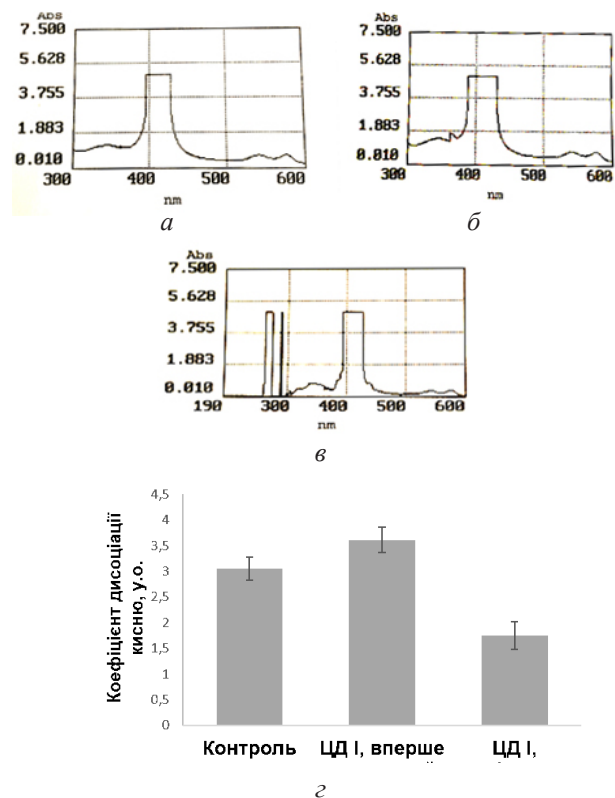 Abs
7.500
5.628
3.755
1.883
0.010
300 400 500 600
nm
а
Abs
7.500
5.628
3.755
1.883
0.010
300 400 500 600
nm
б
Abs
7.500
5.628
3.755
1.883
0.010
190 300 400 500 600
nm
в
Коефіцієнт дисоціації
кисню, у.о.
4,5
4
3,5
3
2,5
2
1,5
1
0,5
0
Контроль ЦД I, вперше ЦД I,
г